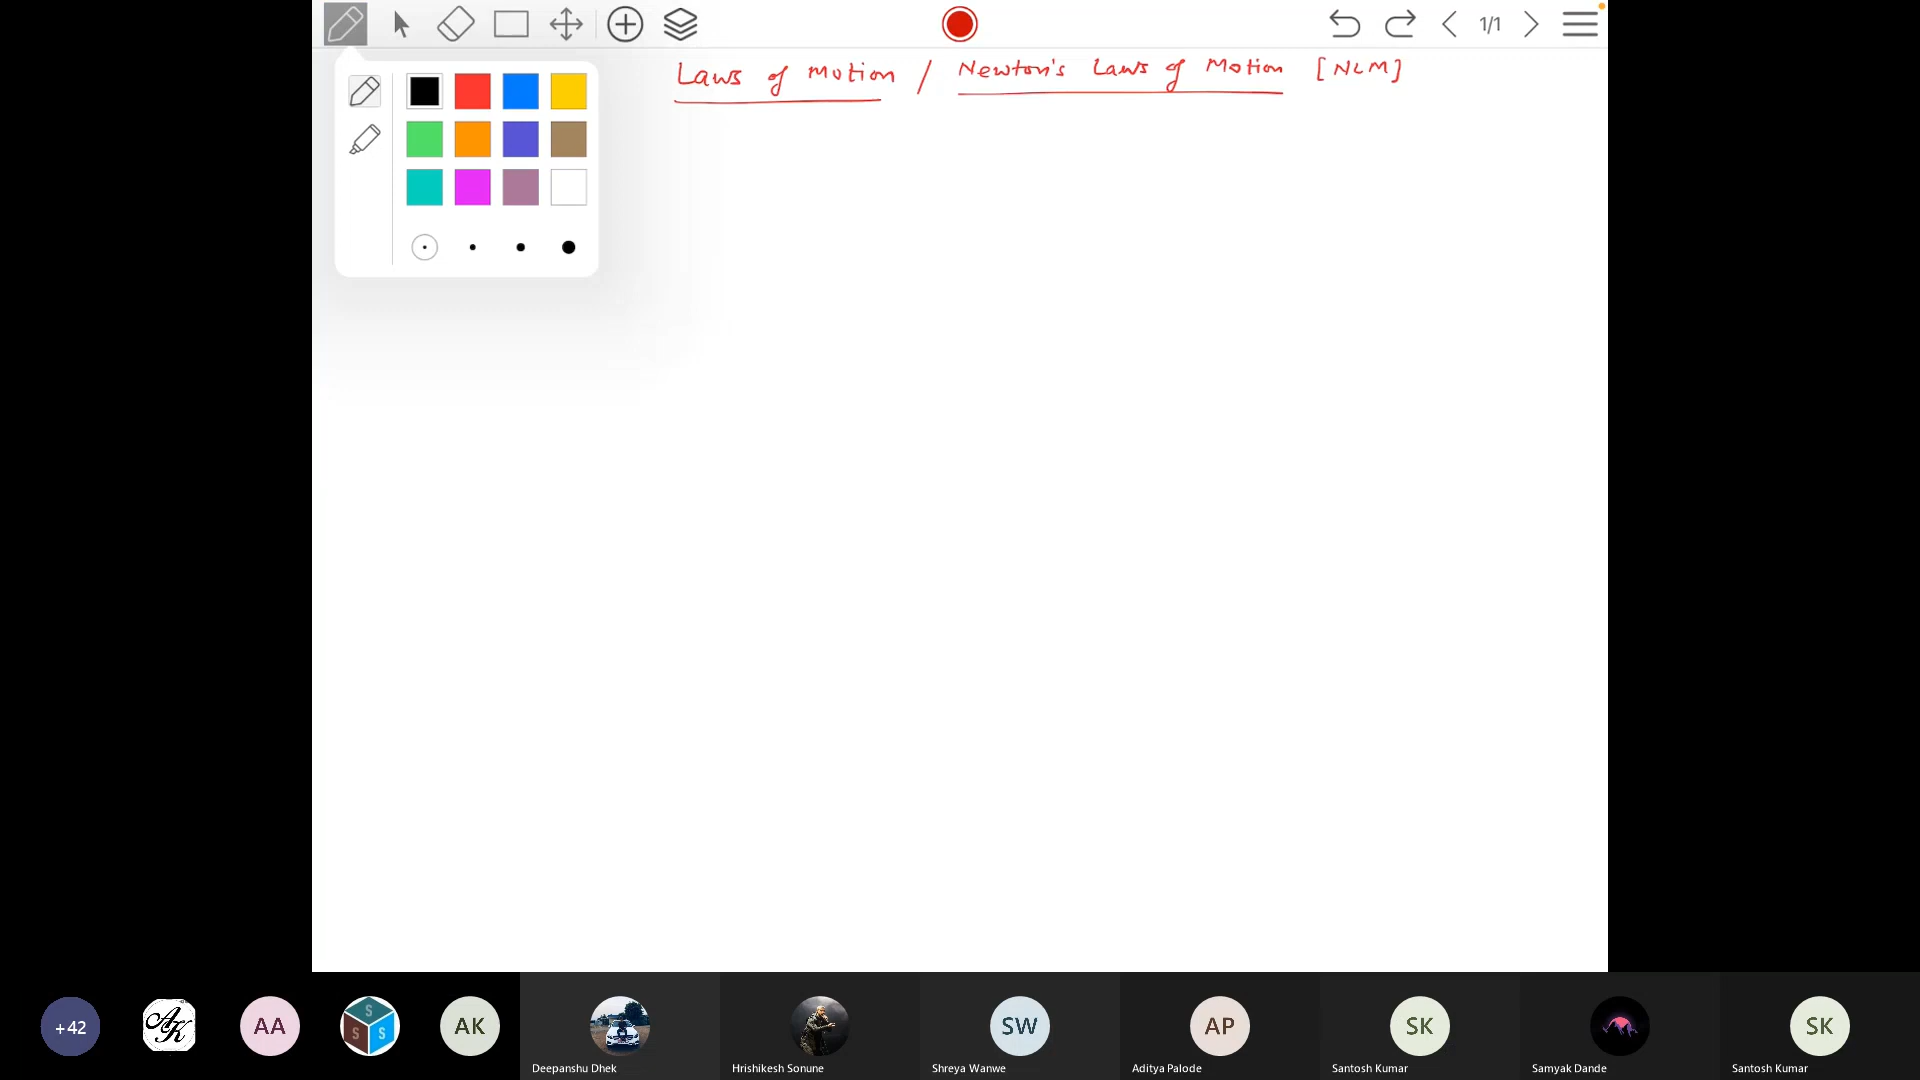 1/1
Laws of Motion / Newton's Laws of Motion [NLM]
+42 AK AA S S S AK SW AP SK SK
Deepanshu Dhek Hrishikesh Sonune Shreya Wanwe Aditya Palode Santosh Kumar Samyak Dande Santosh Kumar